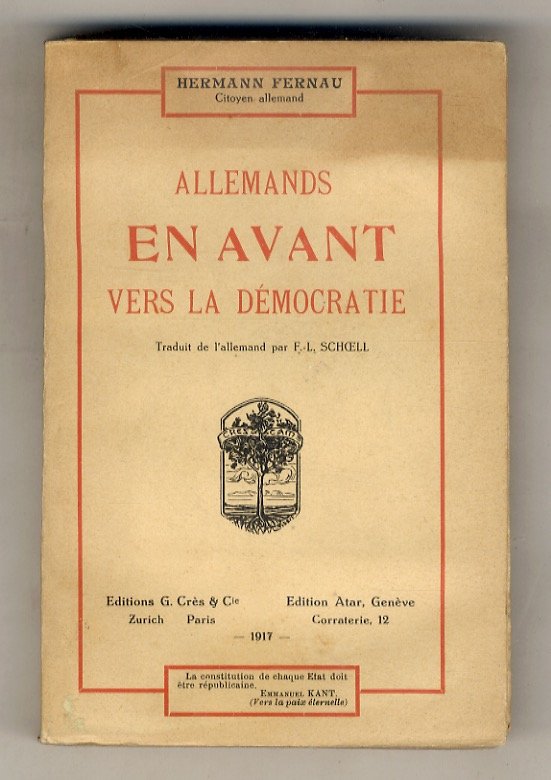 HERMANN FERNAU
Citoyen allemand
ALLEMANDS
EN AVANT
VERS LA DÉMOCRATIE
Traduit de l'allemand par F.-L. SCHŒLL
CRES
Editions G. Crès & Cie
Edition Atar, Genève
Zurich Paris
Corraterie, 12
— 1917 —
La constitution de chaque Etat doit
être républicaine.
EMMANUEL KANT.
(Vers la paix éternelle)